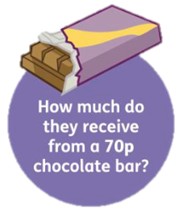 How much do
they receive
from a 70p
chocolate bar?